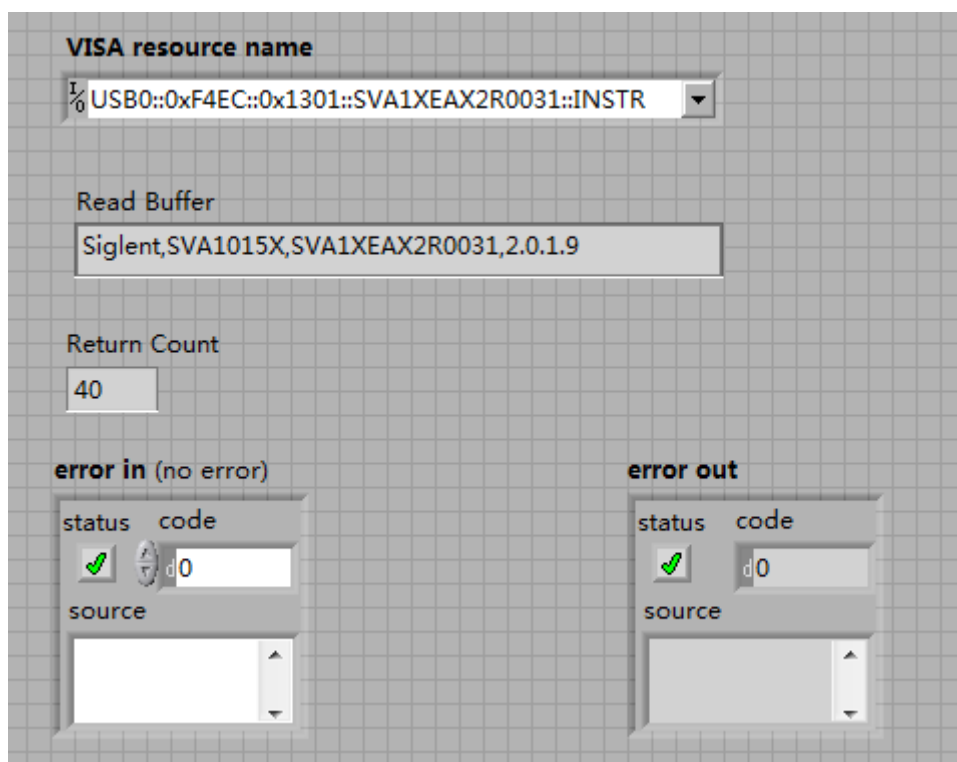 VISA resource name
I/O USB0::0xF4EC::0x1301::SVA1XEAX2R0031::INSTR
Read Buffer
Siglent,SVA1015X,SVA1XEAX2R0031,2.0.1.9
Return Count
40
error in (no error)
status code
d 0
source
error out
status code
d 0
source